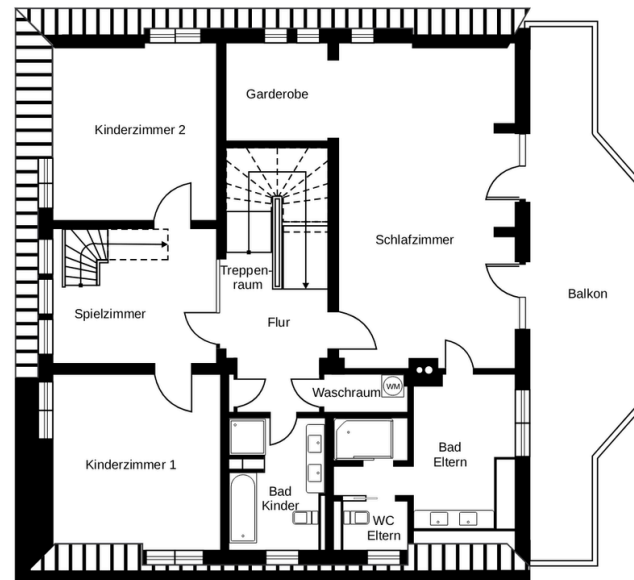 Garderobe
Kinderzimmer 2
Schlafzimmer
Treppen-
raum
Balkon
Spielzimmer
Flur
Waschraum
WM
Kinderzimmer 1
Bad
Eltern
Bad
Kinder
WC
Eltern